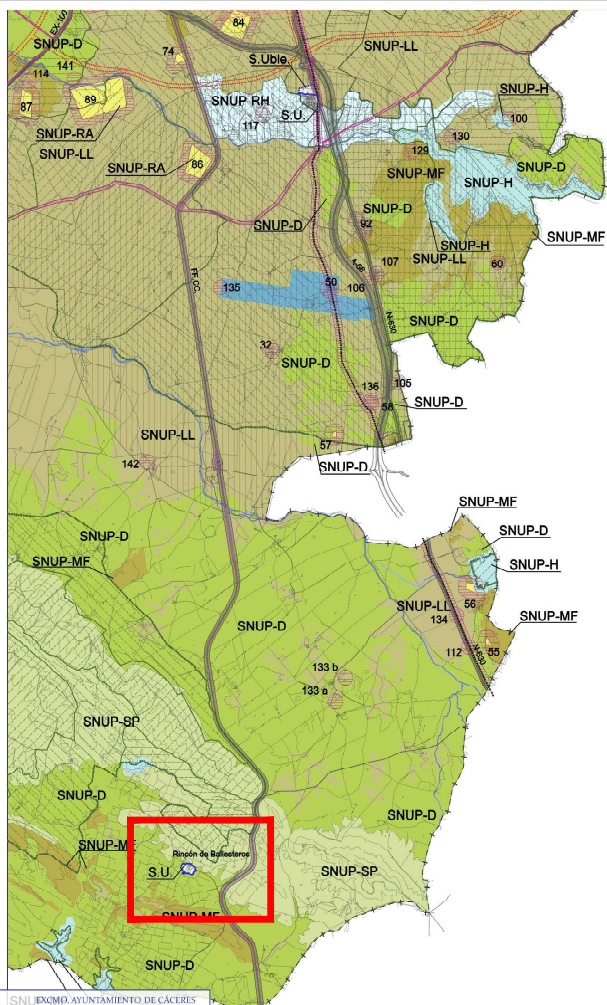 EX-100
SNUP-D
84
74
SNUP-LL
141
114
S.Uble.
SNUP-H
87
89
SNUP RH
100
S.U.
117
SNUP-RA
130
SNUP-LL
129
SNUP-RA
86
SNUP-MF
SNUP-D
SNUP-H
SNUP-D
SNUP-D
92
SNUP-MF
SNUP-H
SNUP-LL
A-66
107
60
FF.CC.
135
50
106
N-630
SNUP-D
32
SNUP-D
136
105
58
SNUP-D
SNUP-LL
57
142
SNUP-D
SNUP-MF
SNUP-D
SNUP-D
SNUP-MF
SNUP-H
56
SNUP-LL
134
SNUP-MF
SNUP-D
112
N-630
55
133 b
133 a
SNUP-SP
SNUP-D
SNUP-D
SNUP-MF
Rincón de Ballesteros
SNUP-SP
S.U.
SNUP-MF
SNUP-D
EXCMO. AYUNTAMIENTO DE CÁCERES